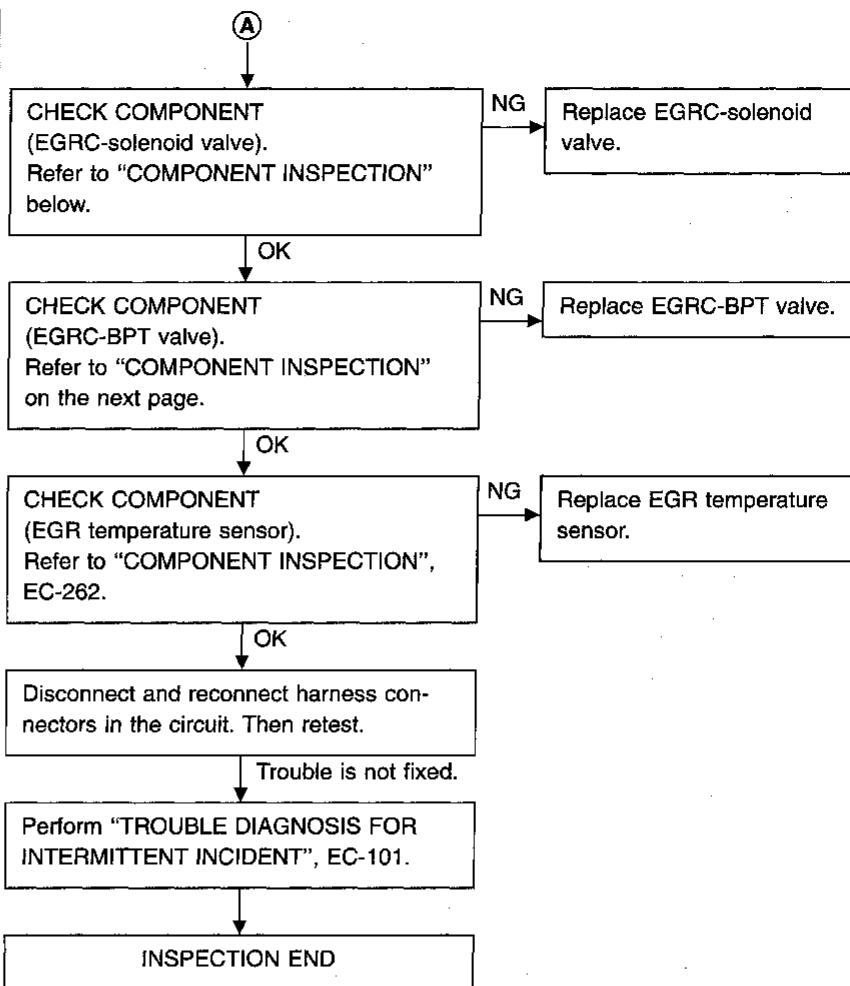 A
CHECK COMPONENT
(EGRC-solenoid valve).
Refer to “COMPONENT INSPECTION”
below.
NG
Replace EGRC-solenoid
valve.
OK
CHECK COMPONENT
(EGRC-BPT valve).
Refer to “COMPONENT INSPECTION”
on the next page.
NG
Replace EGRC-BPT valve.
OK
CHECK COMPONENT
(EGR temperature sensor).
Refer to “COMPONENT INSPECTION”,
EC-262.
NG
Replace EGR temperature
sensor.
OK
Disconnect and reconnect harness con-
nectors in the circuit. Then retest.
Trouble is not fixed.
Perform “TROUBLE DIAGNOSIS FOR
INTERMITTENT INCIDENT”, EC-101.
INSPECTION END